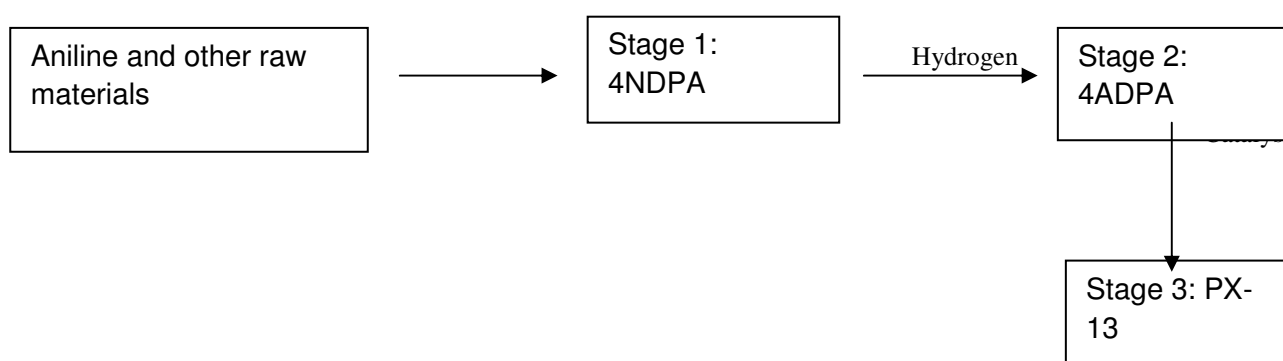 Aniline and other raw
materials
Stage 1:
4NDPA
Hydrogen
Stage 2:
4ADPA
Stage 3: PX-
13